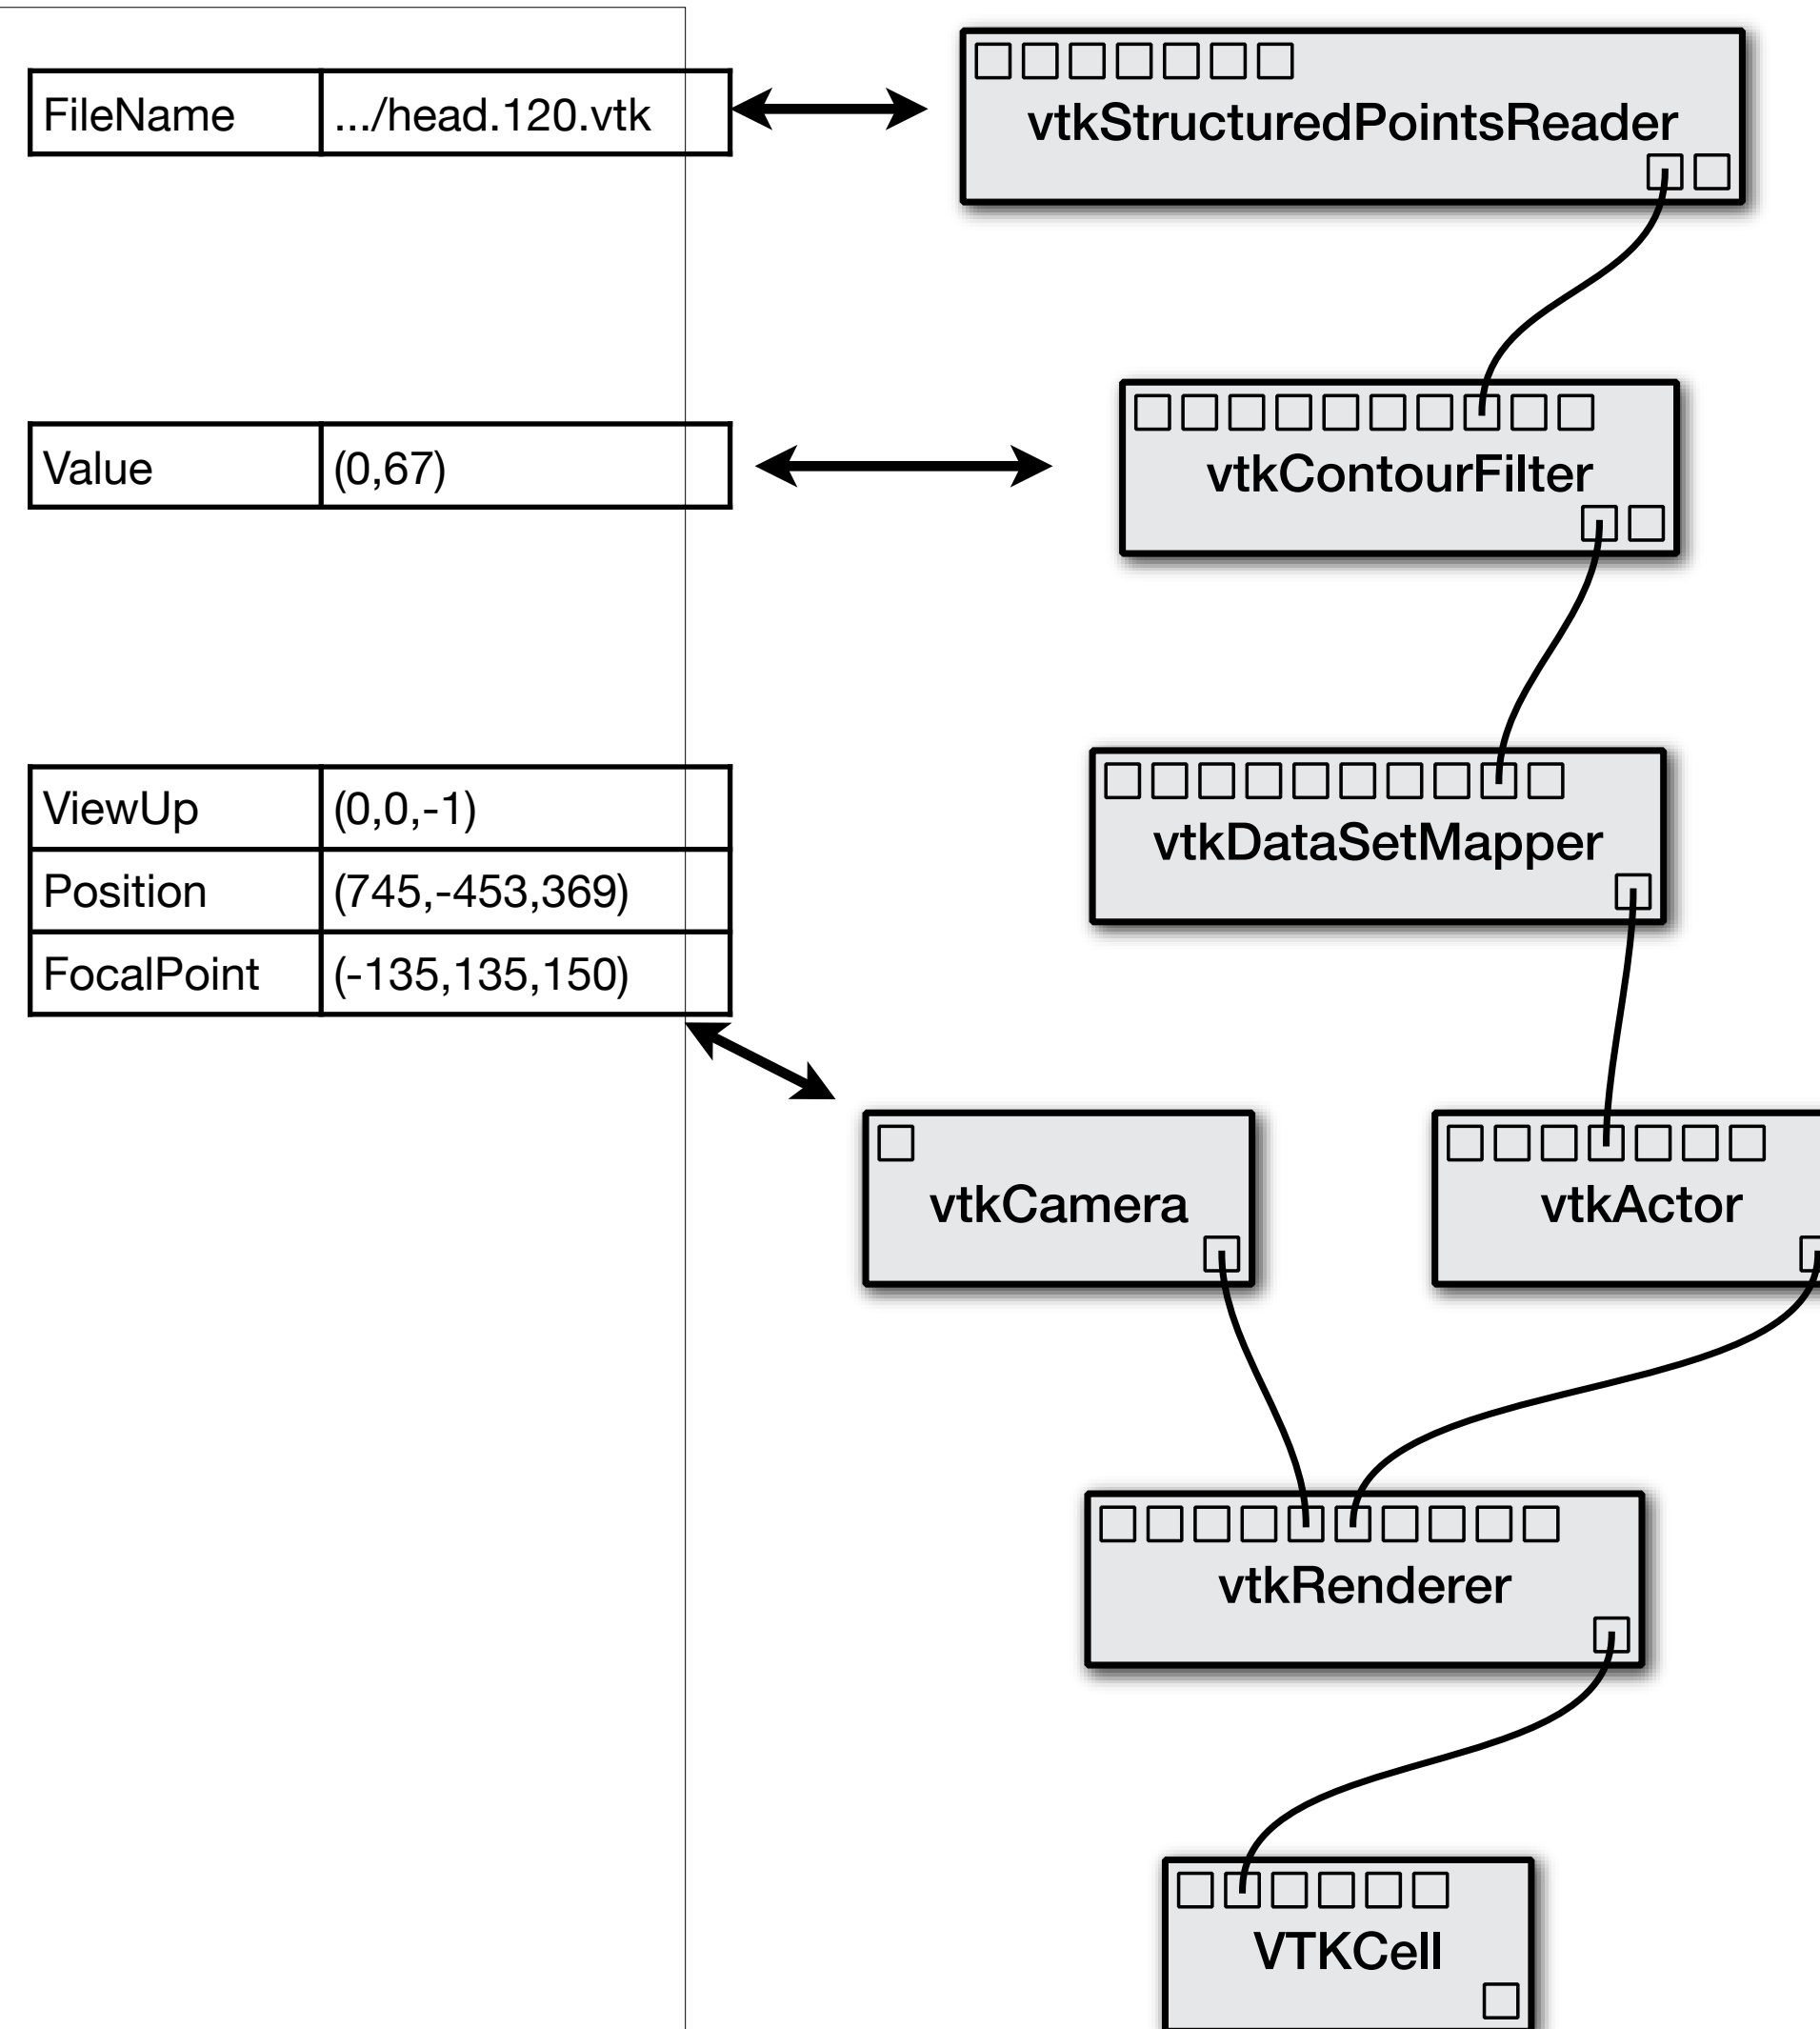 FileName .../head.120.vtk
vtkStructuredPointsReader
Value (0,67)
vtkContourFilter
ViewUp (0,0,-1)
Position (745,-453,369)
FocalPoint (-135,135,150)
vtkDataSetMapper
vtkCamera
vtkActor
vtkRenderer
VTKCell